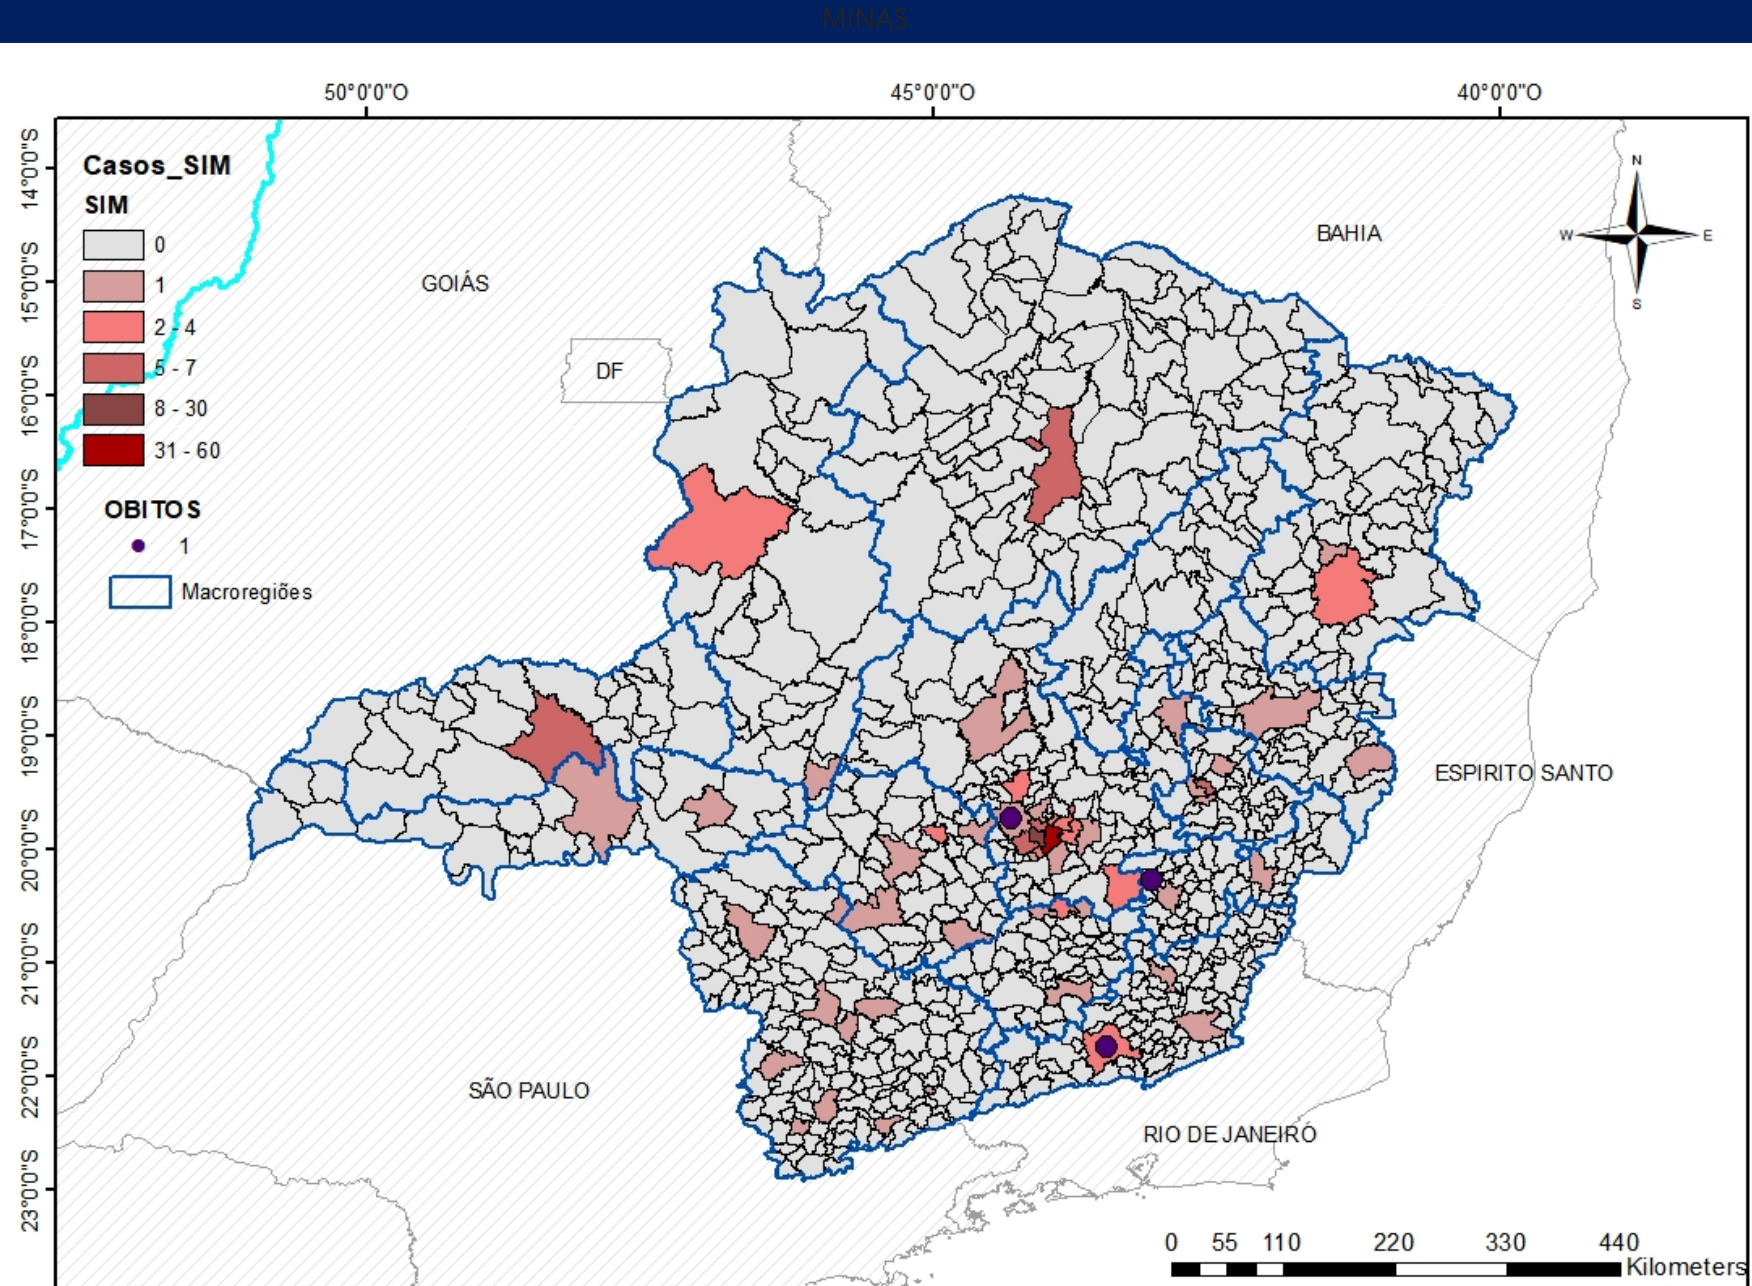 MINAS
50°0'0"O
45°0'0"O
40°0'0"O
14°0'0"S
15°0'0"S
16°0'0"S
17°0'0"S
18°0'0"S
19°0'0"S
20°0'0"S
21°0'0"S
22°0'0"S
23°0'0"S
Casos_SIM
SIM
0
1
2 - 4
5 - 7
8 - 30
31 - 60
OBITOS
1
Macroregiões
GOIÁS
DF
BAHIA
N
W
E
S
ESPIRITO SANTO
SÃO PAULO
RIO DE JANEIRO
0 55 110 220 330 440
Kilometers